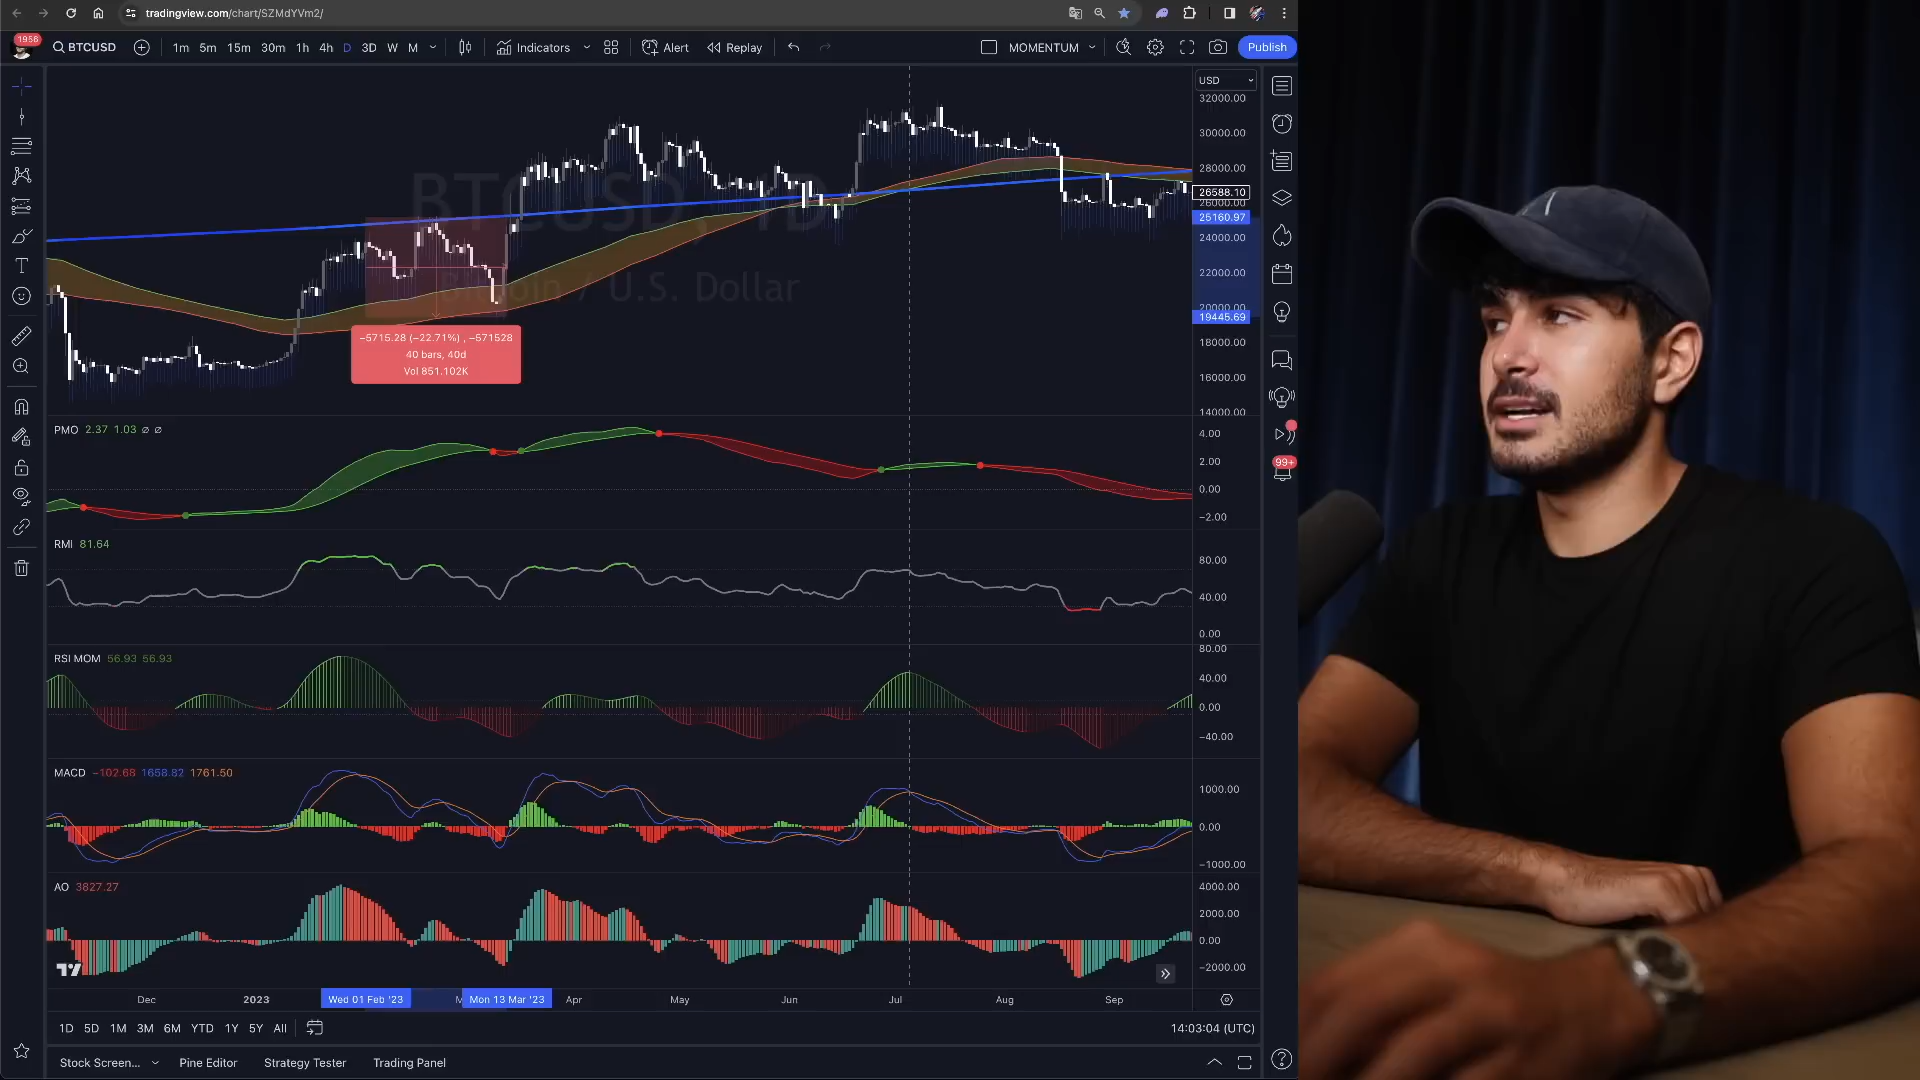 tradingview.com/chart/SZMdYVm2/
1956
BTCUSD
1m 5m 15m 30m 1h 4h D 3D W M
Indicators
Alert
Replay
MOMENTUM
Publish
USD
BTCUSD, 1D
Bitcoin / U.S. Dollar
32000.00
30000.00
28000.00
26588.10
26000.00
25160.97
24000.00
22000.00
20000.00
19445.69
18000.00
16000.00
14000.00
−5715.28 (−22.71%) , −571528
40 bars, 40d
Vol 851.102K
PMO 2.37 1.03 ∅ ∅
4.00
2.00
0.00
−2.00
99+
RMI 81.64
80.00
40.00
0.00
RSI MOM 56.93 56.93
80.00
40.00
0.00
−40.00
MACD −102.68 1658.82 1761.50
1000.00
0.00
−1000.00
AO 3827.27
4000.00
2000.00
0.00
−2000.00
Dec 2023 Wed 01 Feb '23 M Mon 13 Mar '23 Apr May Jun Jul Aug Sep
1D 5D 1M 3M 6M YTD 1Y 5Y All
14:03:04 (UTC)
Stock Screen... Pine Editor Strategy Tester Trading Panel